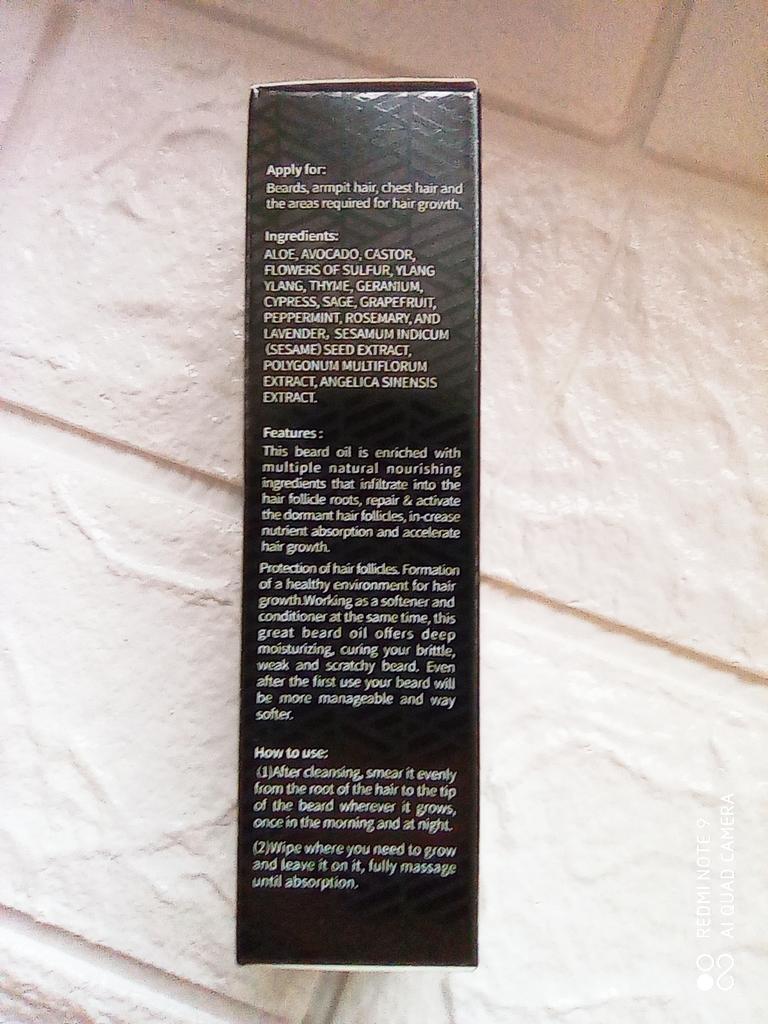 Apply for:
Beards, armpit hair, chest hair and
the areas required for hair growth.
Ingredients:
ALOE, AVOCADO, CASTOR,
FLOWERS OF SULFUR, YLANG
YLANG, THYME, GERANIUM,
CYPRESS, SAGE, GRAPEFRUIT,
PEPPERMINT, ROSEMARY, AND
LAVENDER, SESAMUM INDICUM
(SESAME) SEED EXTRACT,
POLYGONUM MULTIFLORUM
EXTRACT, ANGELICA SINENSIS
EXTRACT.
Features :
This beard oil is enriched with
multiple natural nourishing
ingredients that infiltrate into the
hair follicle roots, repair & activate
the dormant hair follicles, in-crease
nutrient absorption and accelerate
hair growth.
Protection of hair follicles. Formation
of a healthy environment for hair
growth.Working as a softener and
conditioner at the same time, this
great beard oil offers deep
moisturizing, curing your brittle,
weak and scratchy beard. Even
after the first use your beard will
be more manageable and way
softer.
How to use:
(1)After cleansing, smear it evenly
from the root of the hair to the tip
of the beard wherever it grows,
once in the morning and at night.
(2)Wipe where you need to grow
and leave it on it, fully massage
until absorption.
REDMI NOTE 9
AI QUAD CAMERA